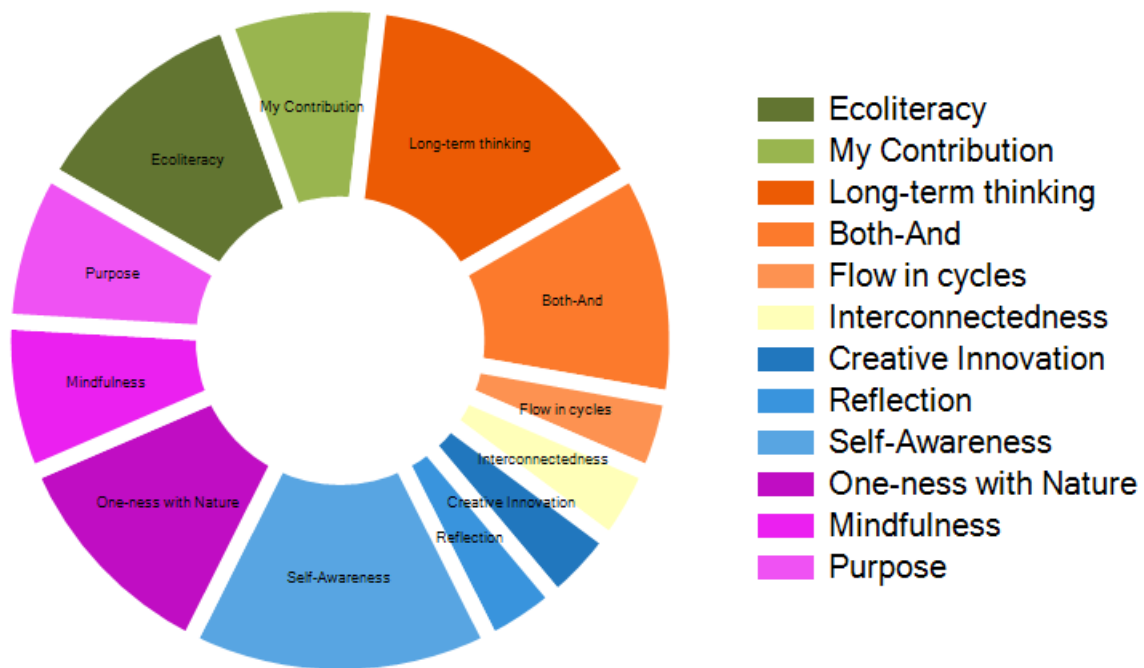 My Contribution
Long-term thinking
Ecoliteracy
Purpose
Both-And
Mindfulness
Flow in cycles
Interconnectedness
One-ness with Nature
Creative Innovation
Reflection
Self-Awareness
Ecoliteracy
My Contribution
Long-term thinking
Both-And
Flow in cycles
Interconnectedness
Creative Innovation
Reflection
Self-Awareness
One-ness with Nature
Mindfulness
Purpose